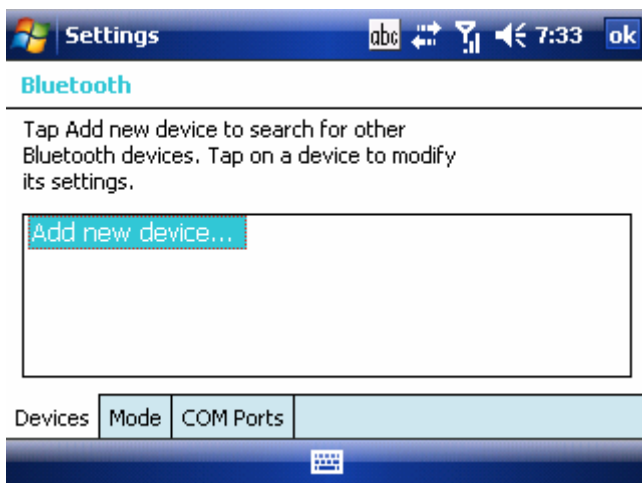 Settings abc 7:33 ok
Bluetooth
Tap Add new device to search for other
Bluetooth devices. Tap on a device to modify
its settings.
Add new device...
Devices Mode COM Ports